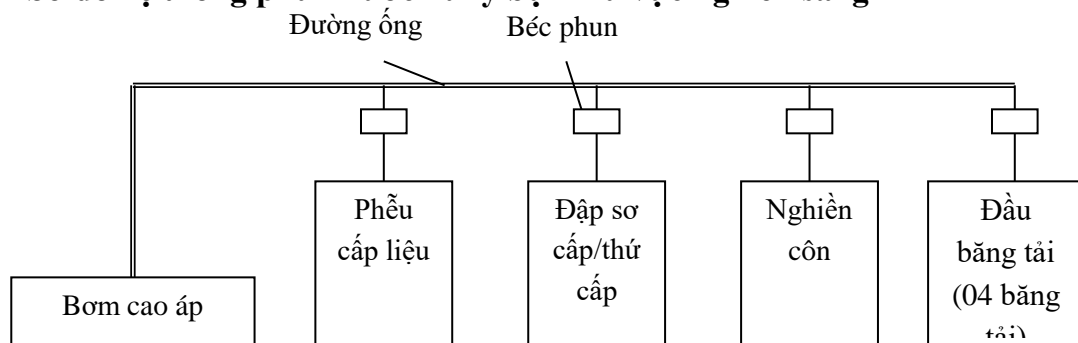 Đường ống
Béc phun
Phễu
cấp liệu
Đập sơ
cấp/thứ
cấp
Nghiền
côn
Đầu
băng tải
(04 băng
tải)
Bơm cao áp